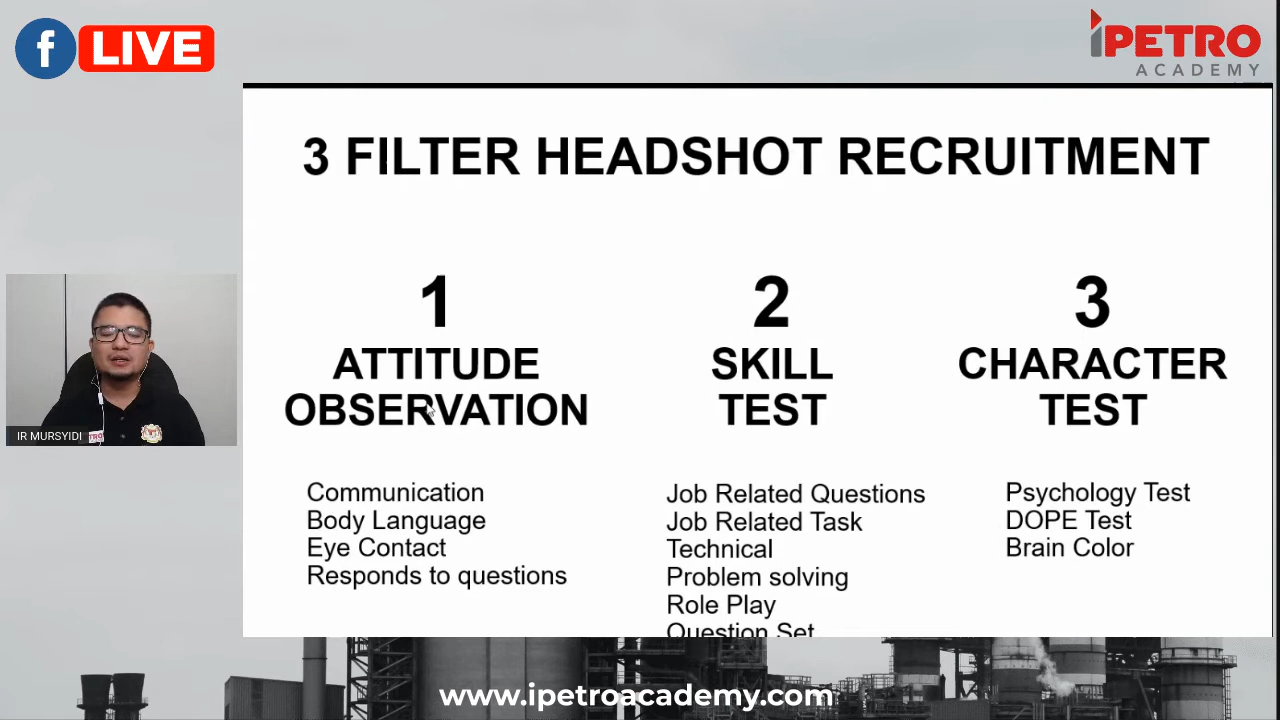 f LIVE
iPETRO
ACADEMY
3 FILTER HEADSHOT RECRUITMENT
1
ATTITUDE
OBSERVATION
Communication
Body Language
Eye Contact
Responds to questions
2
SKILL
TEST
Job Related Questions
Job Related Task
Technical
Problem solving
Role Play
Question Set
3
CHARACTER
TEST
Psychology Test
DOPE Test
Brain Color
IR MURSYIDI
www.ipetroacademy.com